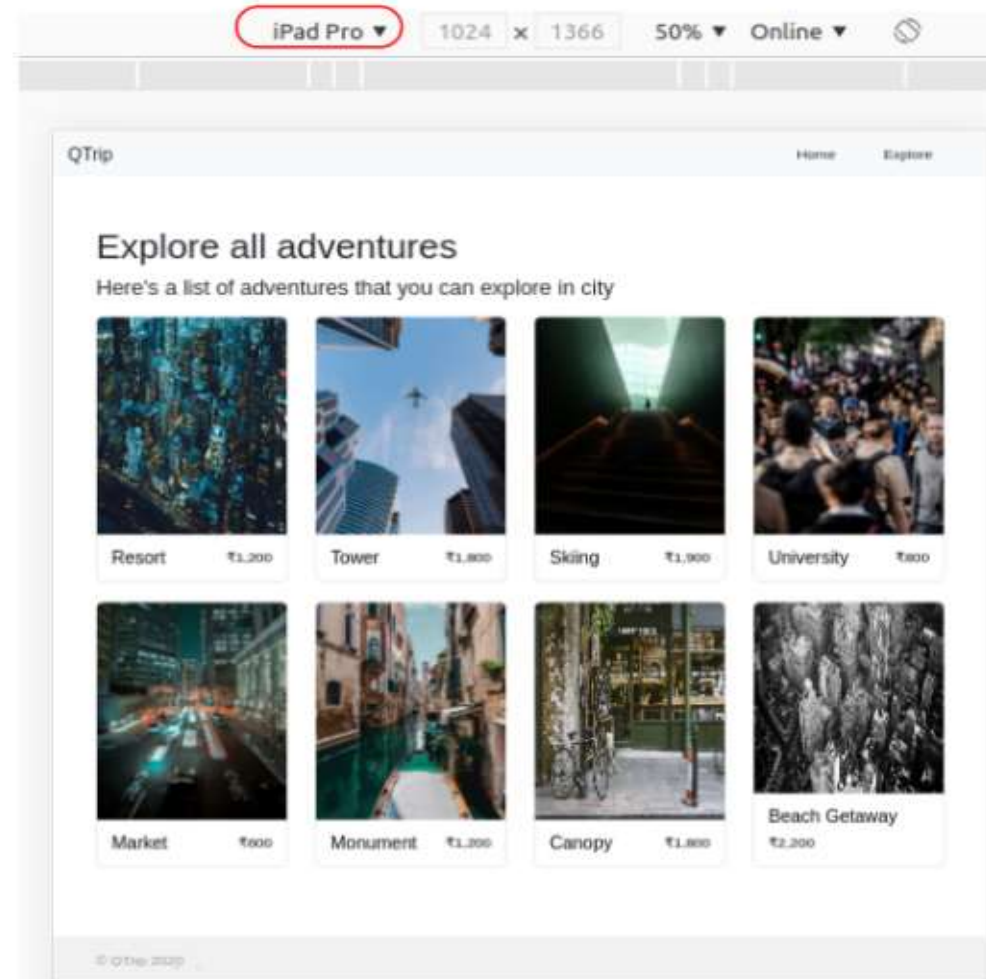 iPad Pro ▼ 1024 × 1366 50% ▼ Online ▼
QTrip Home Explore
Explore all adventures
Here's a list of adventures that you can explore in city
Resort ₹1,200 Tower ₹1,800 Skiing ₹1,900 University ₹800
Market ₹600 Monument ₹1,200 Canopy ₹1,800 Beach Getaway
₹2,200
© QTrip 2020